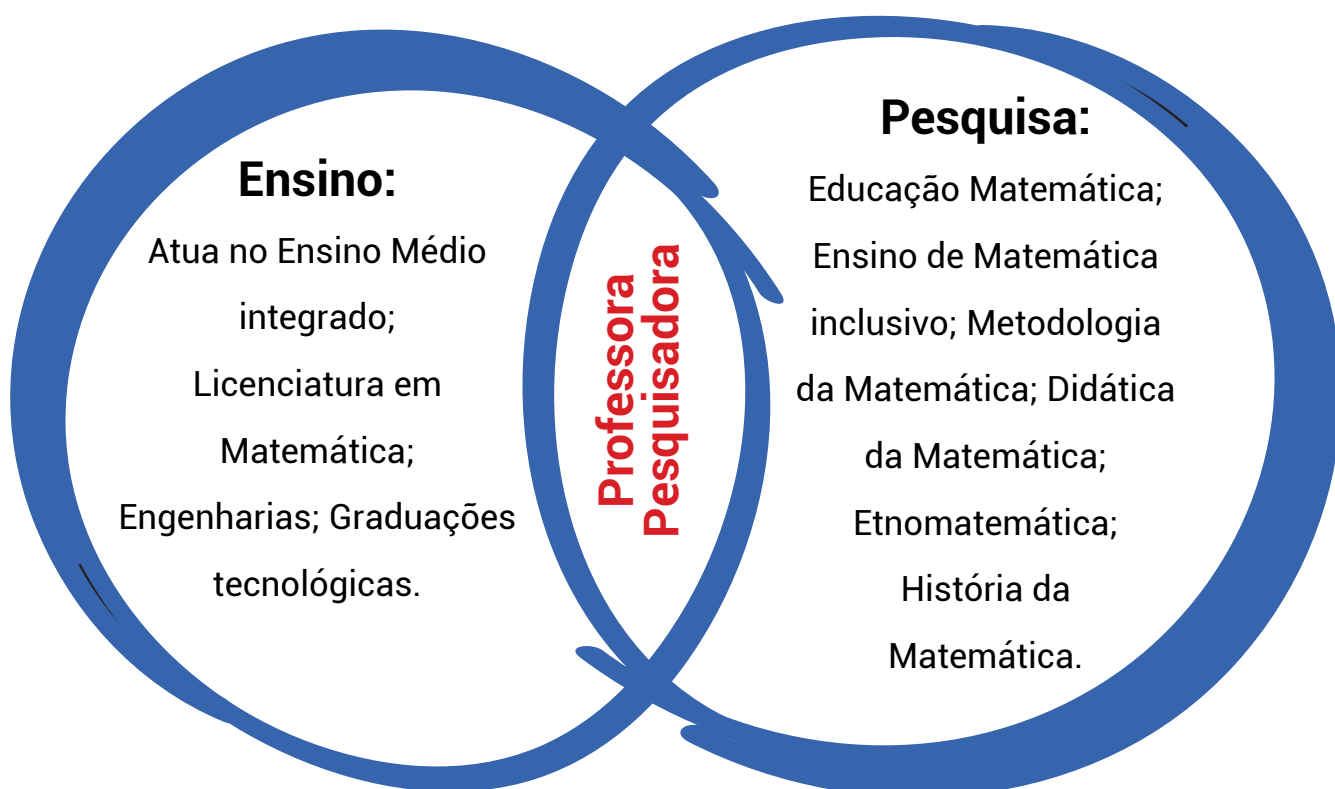 Ensino:
Atua no Ensino Médio
integrado;
Licenciatura em
Matemática;
Engenharias; Graduações
tecnológicas.
Professora
Pesquisadora
Pesquisa:
Educação Matemática;
Ensino de Matemática
inclusivo; Metodologia
da Matemática; Didática
da Matemática;
Etnomatemática;
História da
Matemática.